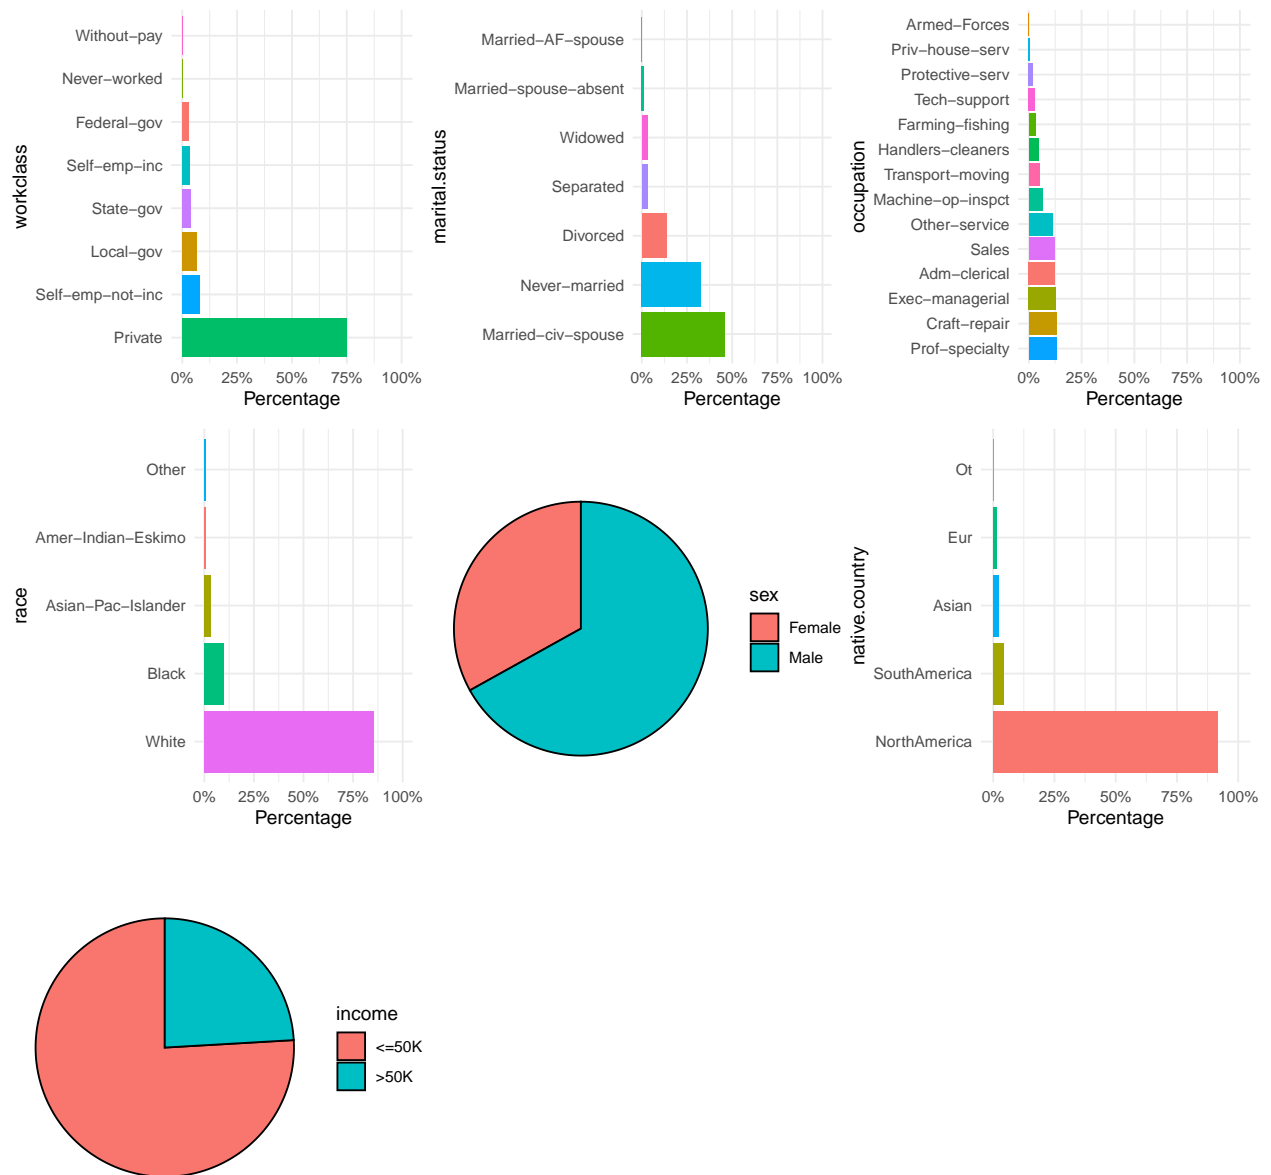 workclass
Without−pay
Never−worked
Federal−gov
Self−emp−inc
State−gov
Local−gov
Self−emp−not−inc
Private
0% 25% 50% 75% 100%
Percentage
marital.status
Married−AF−spouse
Married−spouse−absent
Widowed
Separated
Divorced
Never−married
Married−civ−spouse
0% 25% 50% 75% 100%
Percentage
occupation
Armed−Forces
Priv−house−serv
Protective−serv
Tech−support
Farming−fishing
Handlers−cleaners
Transport−moving
Machine−op−inspct
Other−service
Sales
Adm−clerical
Exec−managerial
Craft−repair
Prof−specialty
0% 25% 50% 75% 100%
Percentage
race
Other
Amer−Indian−Eskimo
Asian−Pac−Islander
Black
White
0% 25% 50% 75% 100%
Percentage
sex
Female
Male
native.country
Ot
Eur
Asian
SouthAmerica
NorthAmerica
0% 25% 50% 75% 100%
Percentage
income
<=50K
>50K